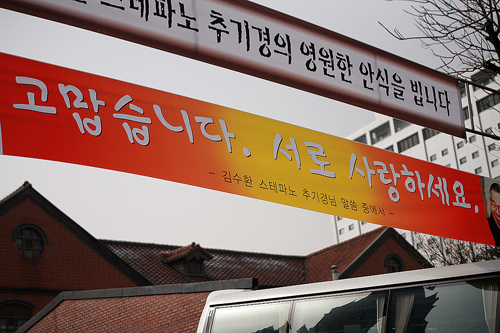 스테파노 추기경의 영원한 안식을 빕니다
고맙습니다. 서로 사랑하세요.
- 김수환 스테파노 추기경님 말씀 중에서 -